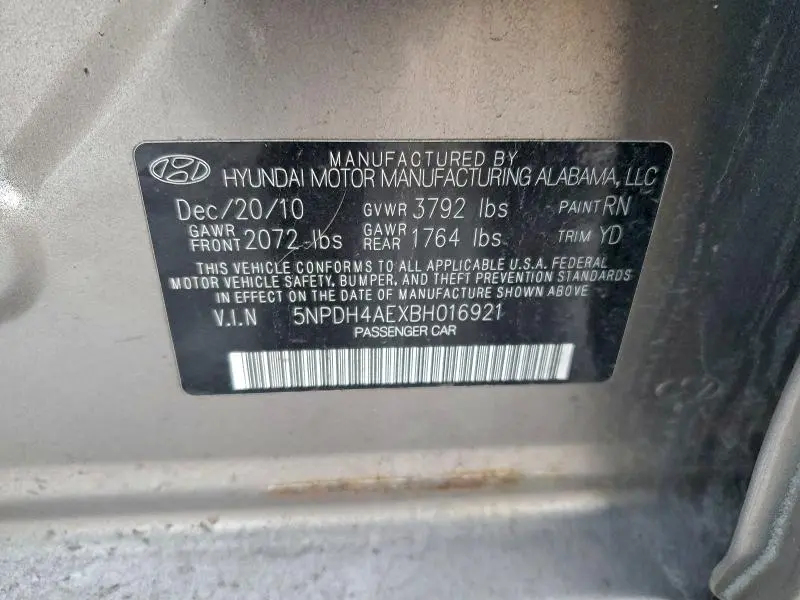 MANUFACTURED BY
HYUNDAI MOTOR MANUFACTURING ALABAMA, LLC
Dec/20/10 GVWR 3792 lbs PAINT RN
GAWR FRONT 2072 lbs GAWR REAR 1764 lbs TRIM YD
THIS VEHICLE CONFORMS TO ALL APPLICABLE U.S.A. FEDERAL
MOTOR VEHICLE SAFETY, BUMPER, AND THEFT PREVENTION STANDARDS
IN EFFECT ON THE DATE OF MANUFACTURE SHOWN ABOVE.
V.I.N 5NPDH4AEXBH016921
PASSENGER CAR